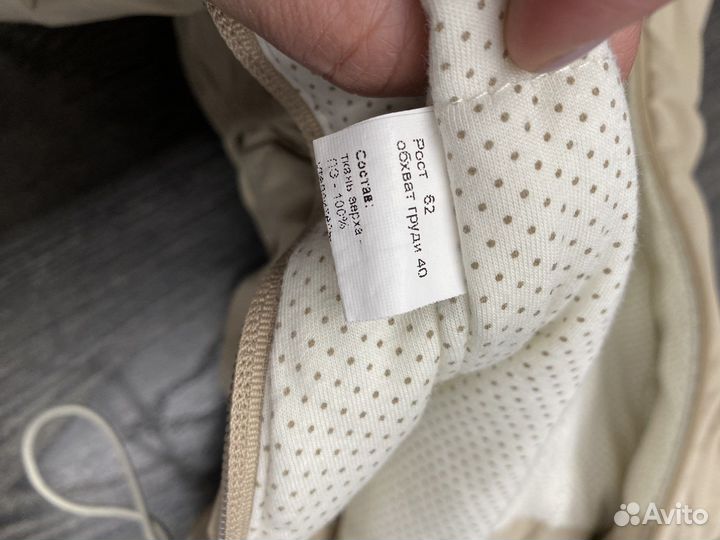 Рост 62
обхват груди 40
Состав:
ткань верха -
ПЭ - 100%
Avito